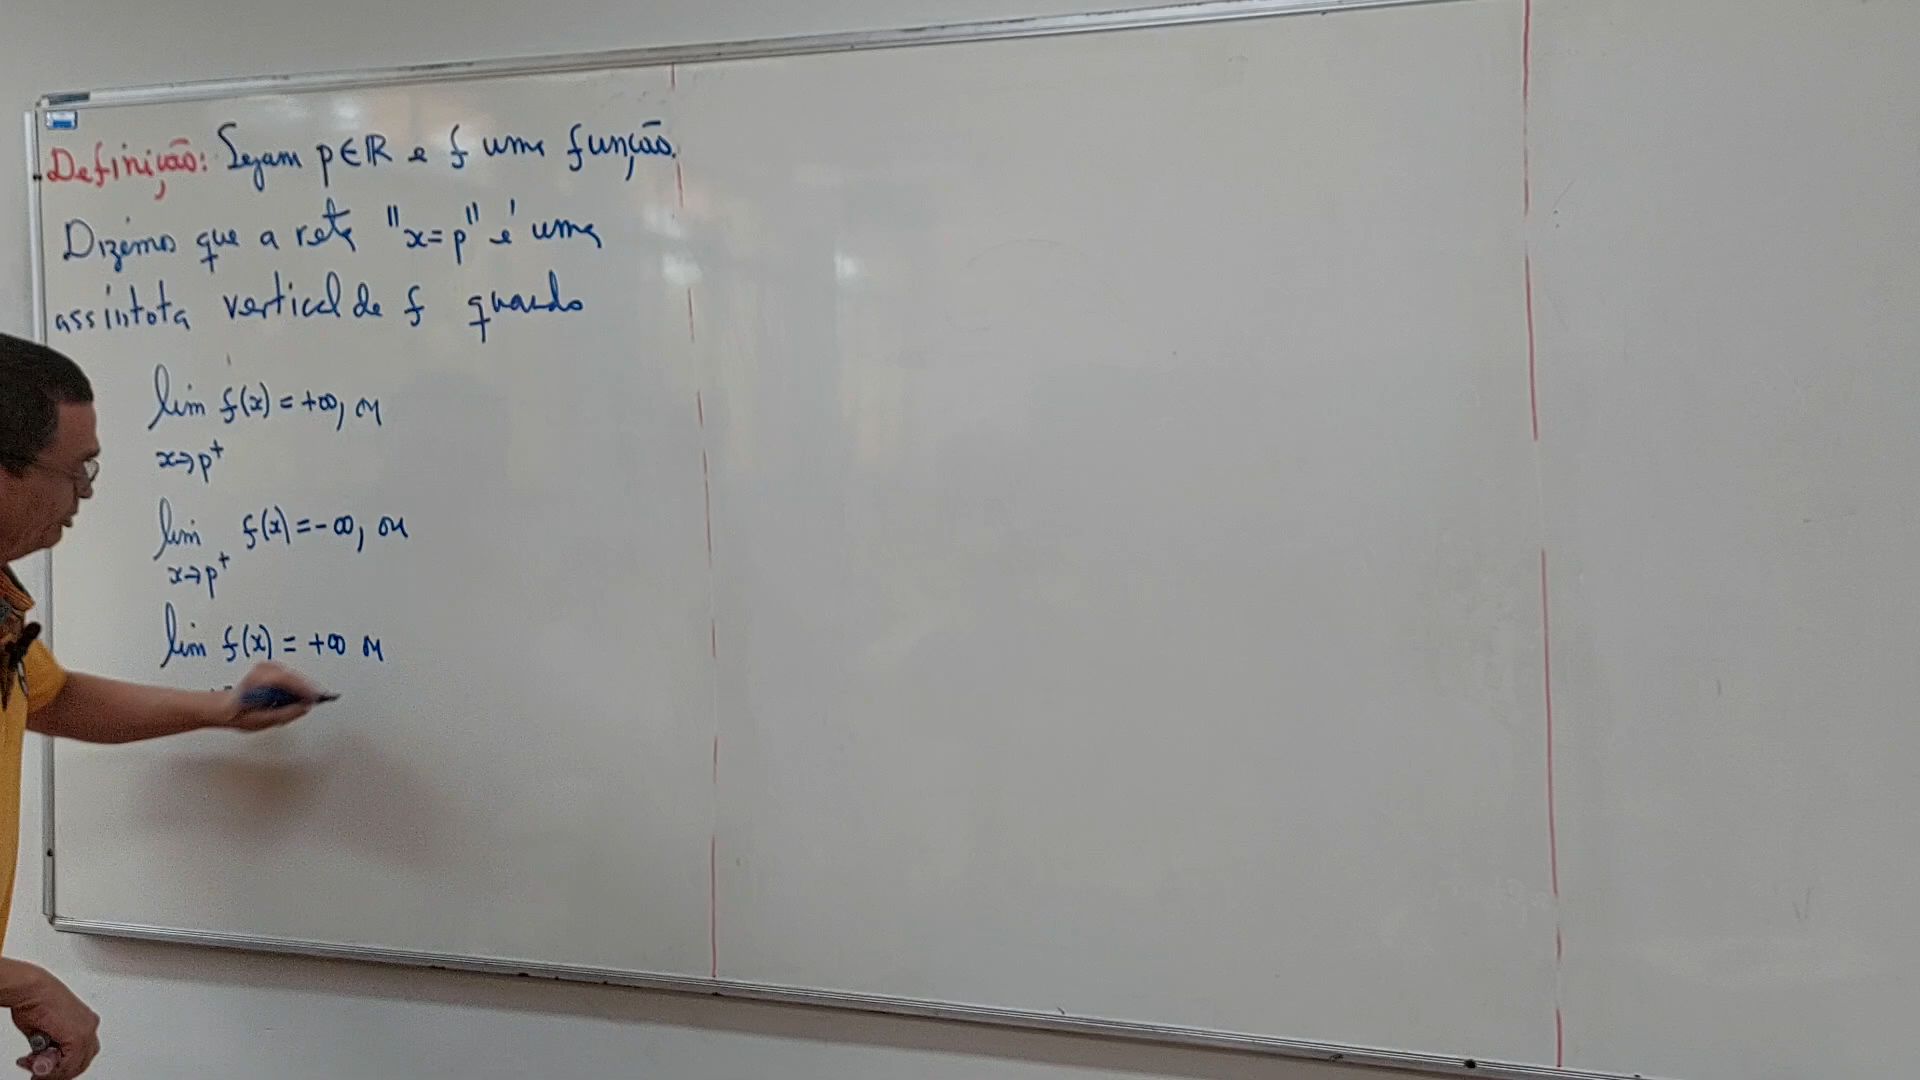 Definição: Sejam p∈ℝ e f uma função.
Dizemos que a reta "x=p" é uma
assíntota vertical de f quando
lim f(x) = +∞, ou
x→p⁺
lim f(x) = -∞, ou
x→p⁺
lim f(x) = +∞ ou